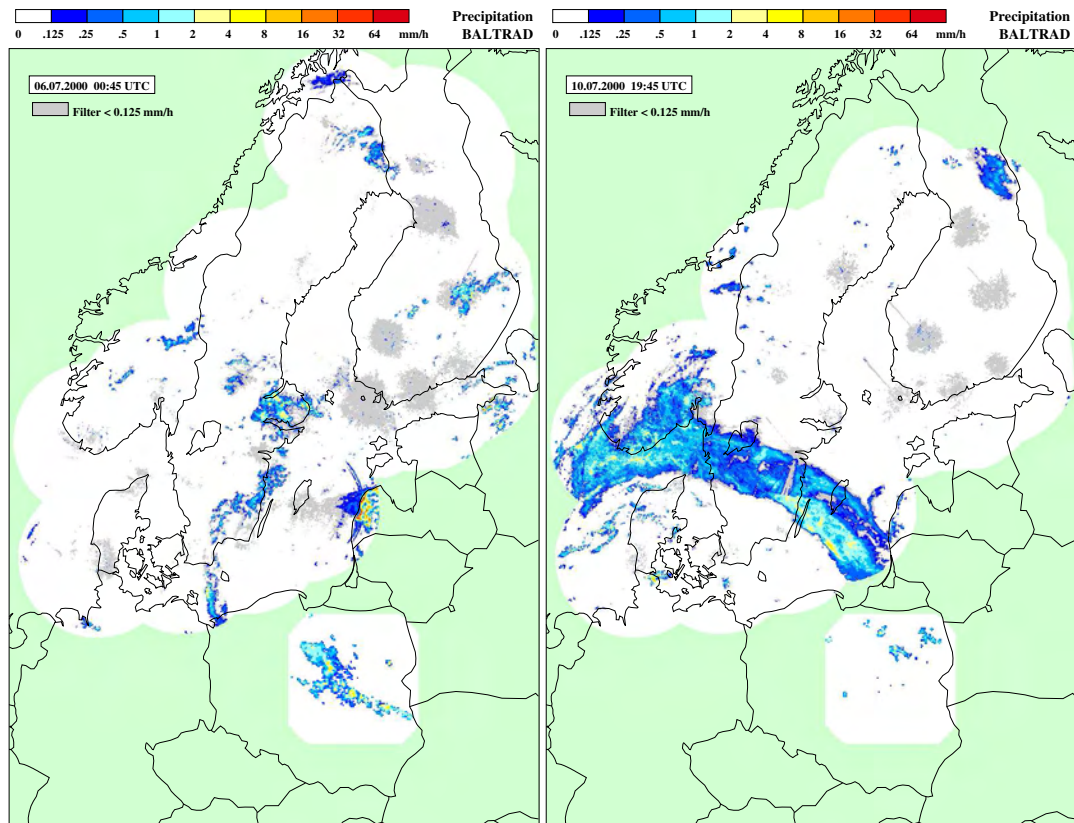 Precipitation
0 .125 .25 .5 1 2 4 8 16 32 64 mm/h BALTRAD
06.07.2000 00:45 UTC
Filter < 0.125 mm/h
Precipitation
0 .125 .25 .5 1 2 4 8 16 32 64 mm/h BALTRAD
10.07.2000 19:45 UTC
Filter < 0.125 mm/h